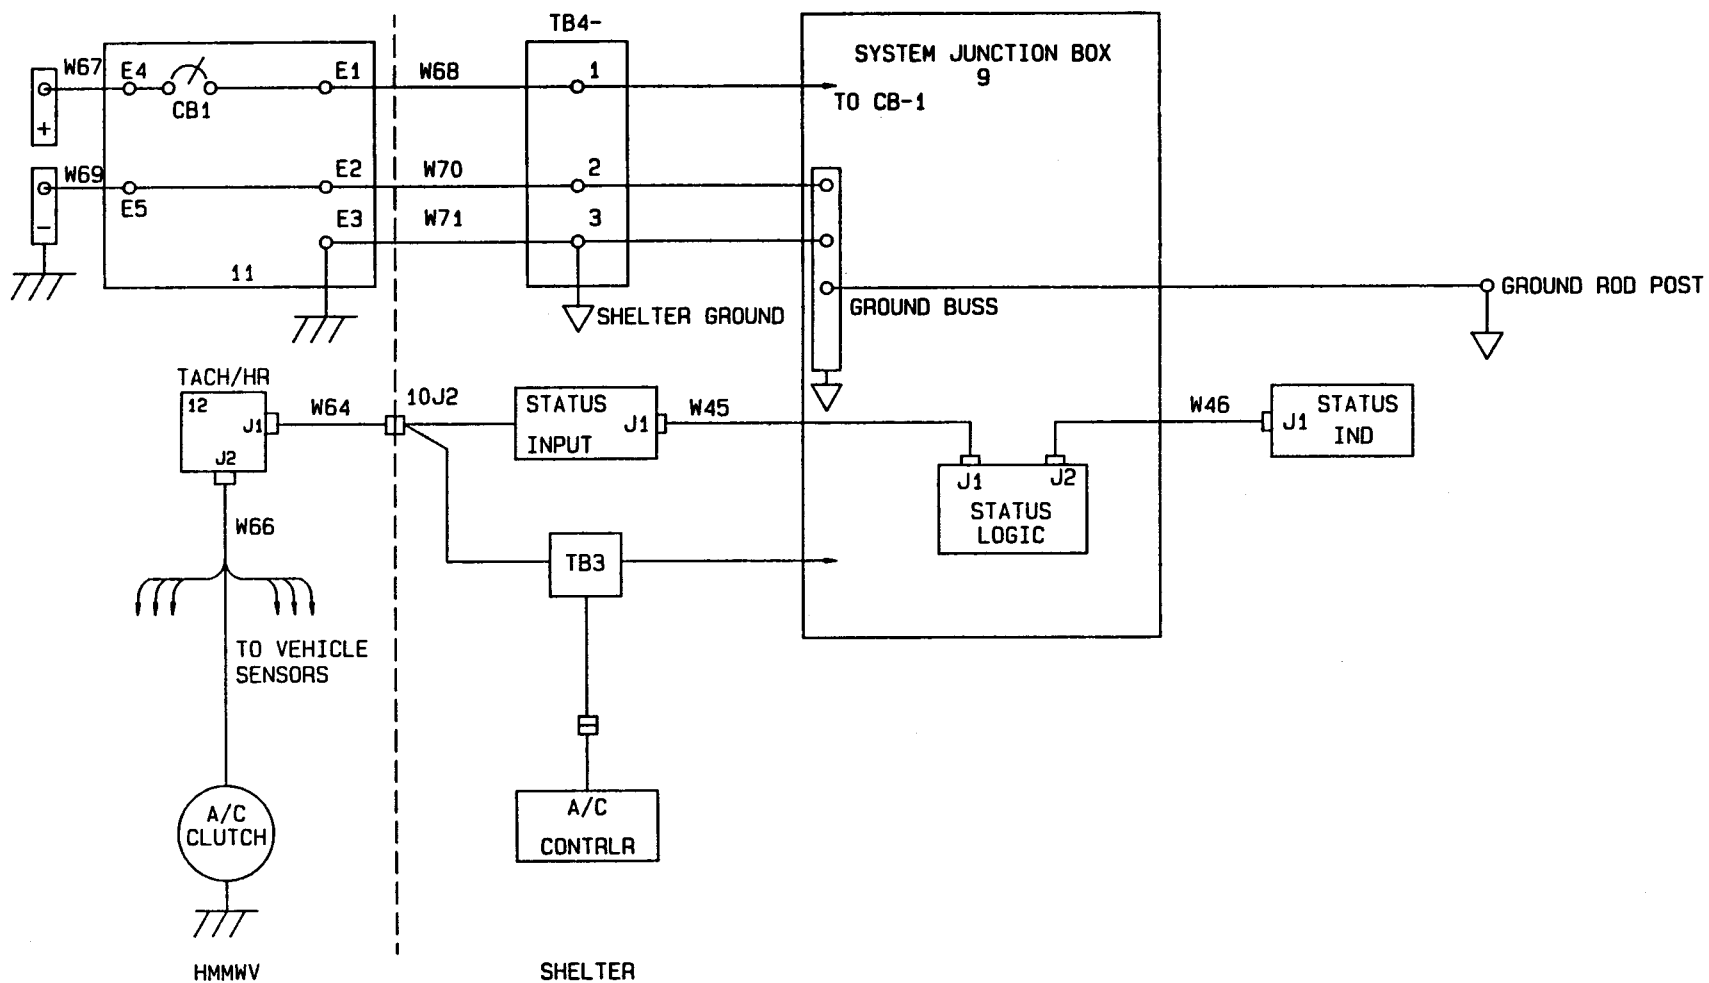 TB4-
SYSTEM JUNCTION BOX
9
W67
E4
CB1
E1
W68
1
TO CB-1
+
W69
E5
E2
W70
2
E3
W71
3
-
11
SHELTER GROUND
GROUND BUSS
GROUND ROD POST
TACH/HR
12
J1
J2
W64
10J2
STATUS
INPUT
J1
W45
W46
J1
STATUS
IND
J1
J2
STATUS
LOGIC
W66
TB3
TO VEHICLE
SENSORS
A/C
CLUTCH
A/C
CONTRLR
HMMWV
SHELTER